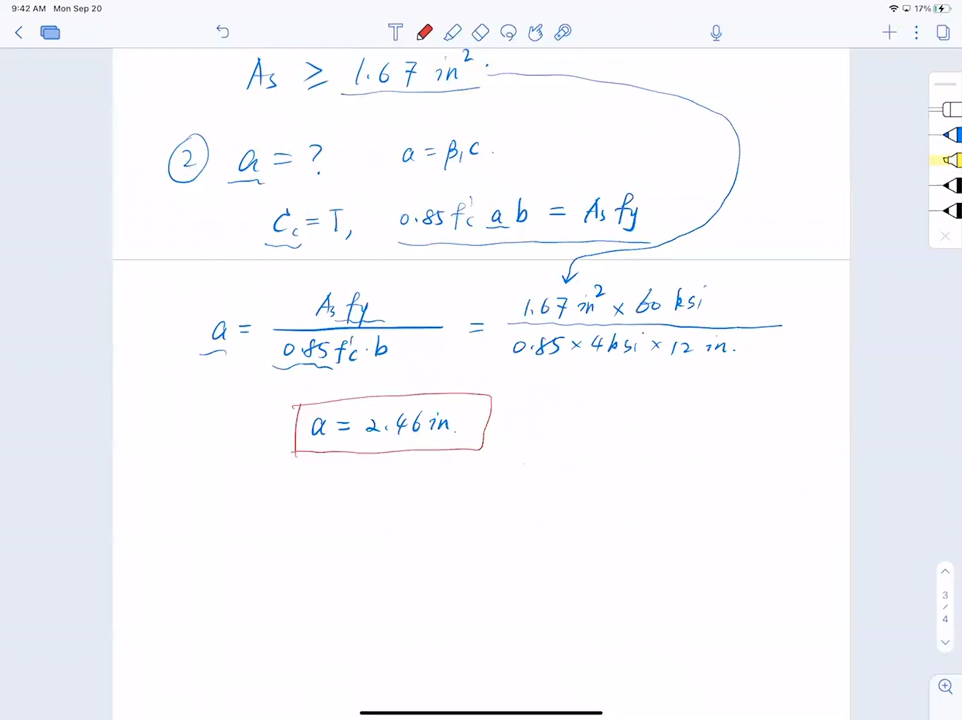 9:42 AM Mon Sep 20
17%
As ≥ 1.67 in².
② a = ? a = β₁c.
Cc = T, 0.85 f'c a b = As fy
a = As fy / 0.85 f'c · b = 1.67 in² × 60 ksi / 0.85 × 4 ksi × 12 in.
a = 2.46 in.
3
/
4